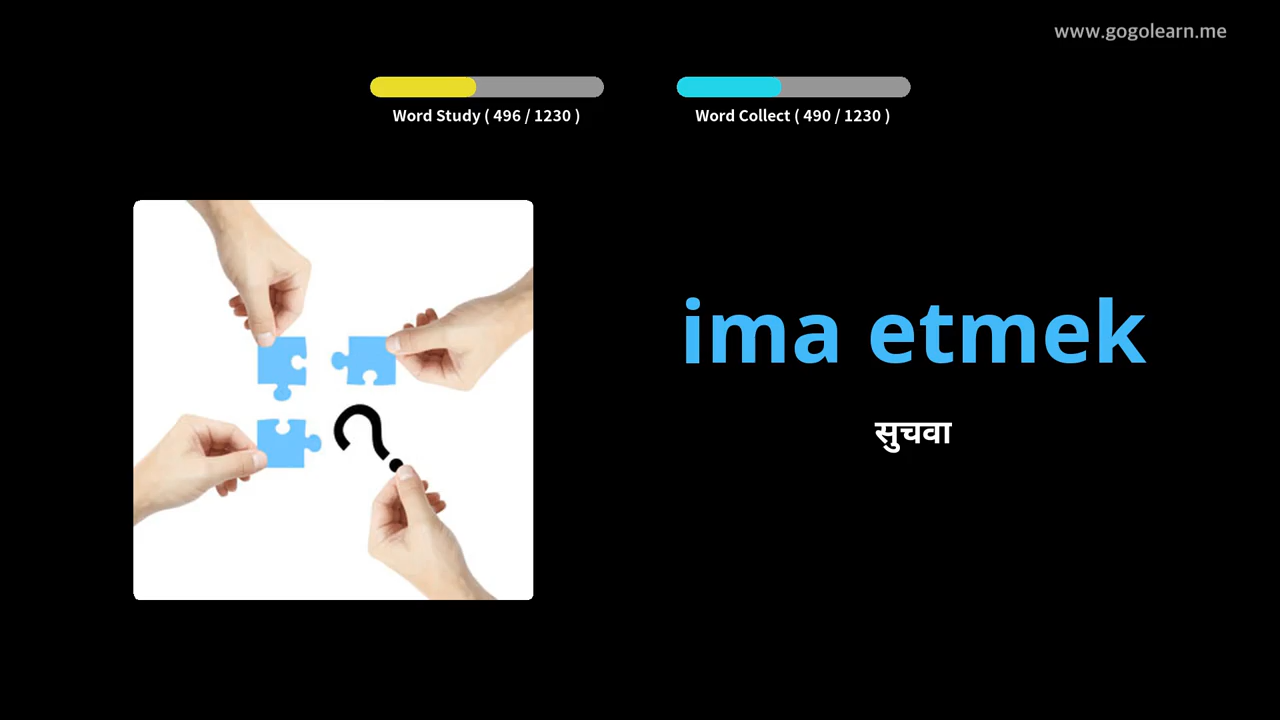 www.gogolearn.me
Word Study ( 496 / 1230 )
Word Collect ( 490 / 1230 )
ima etmek
सुचवा